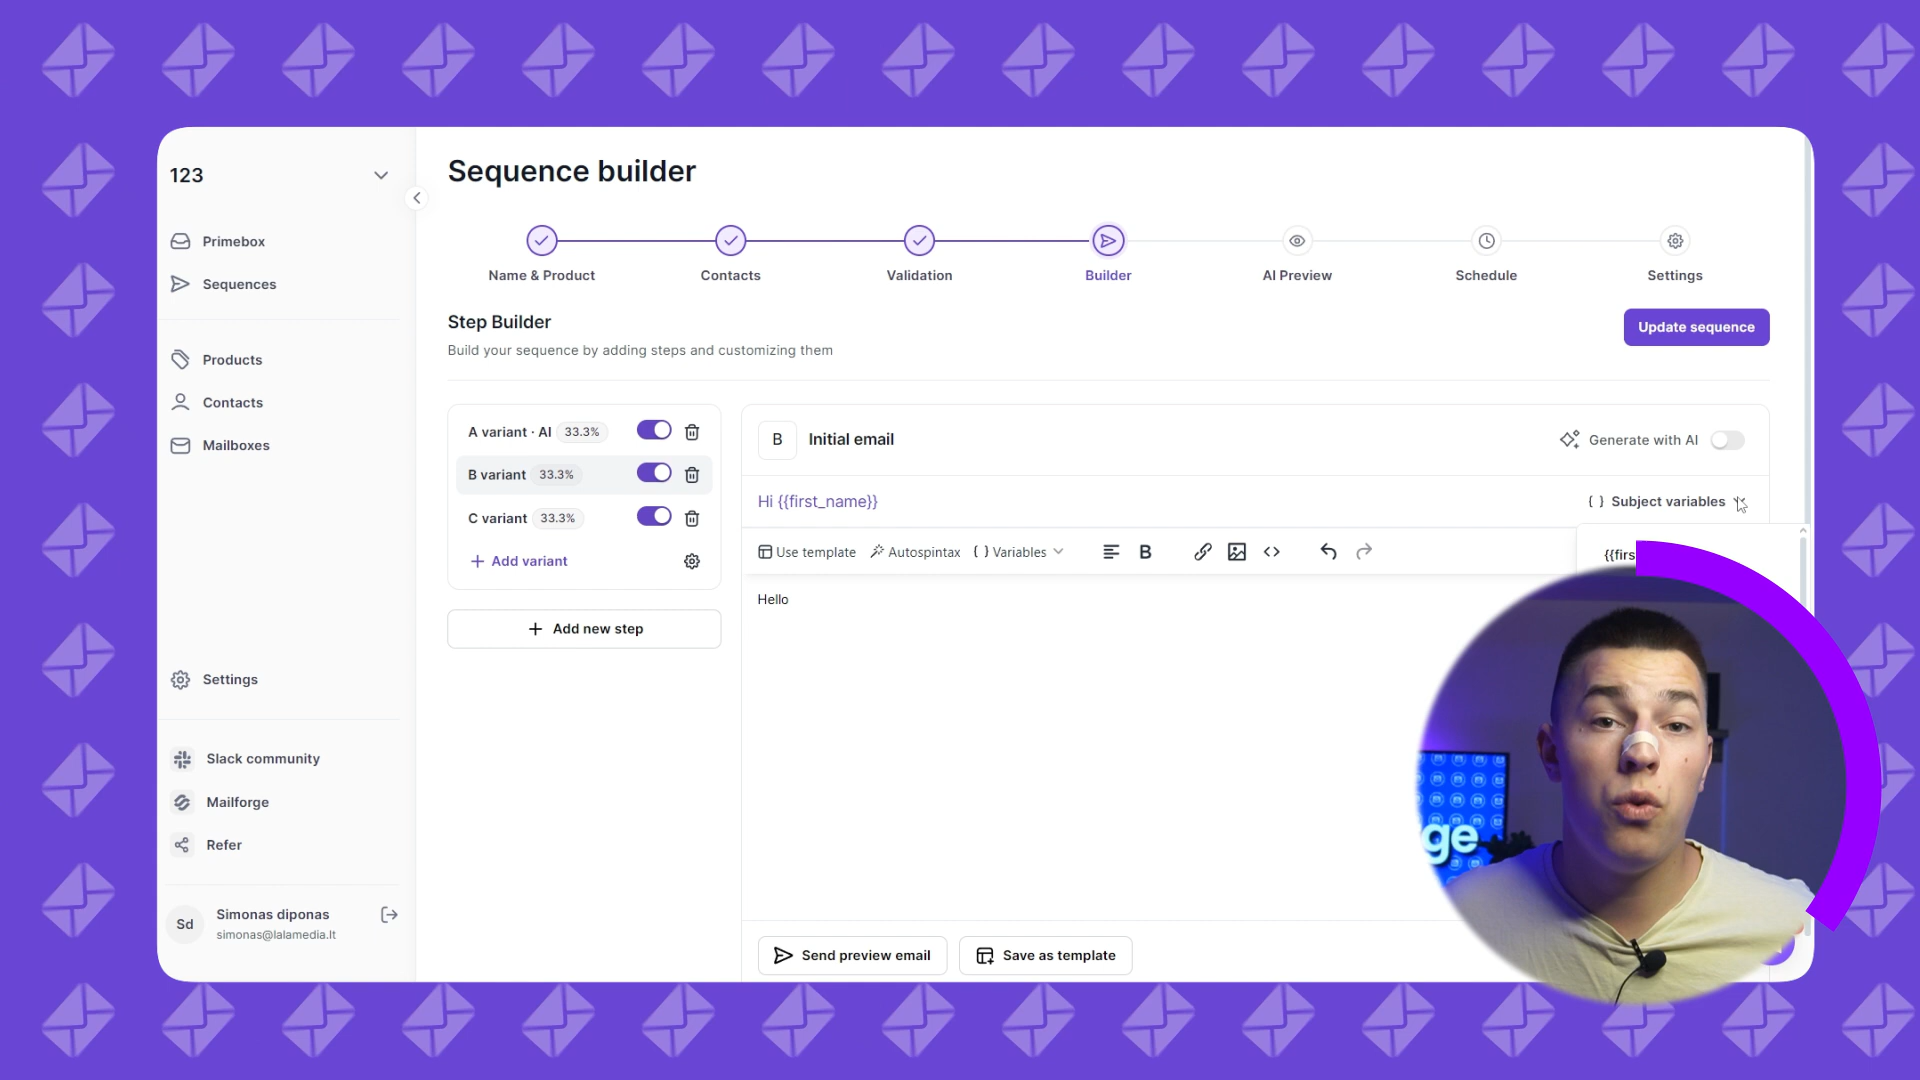 123
Primebox
Sequences
Products
Contacts
Mailboxes
Settings
Slack community
Mailforge
Refer
Sd
Simonas diponas
simonas@lalamedia.lt
Sequence builder
Name & Product
Contacts
Validation
Builder
AI Preview
Schedule
Settings
Step Builder
Build your sequence by adding steps and customizing them
Update sequence
A variant · AI 33.3%
B variant 33.3%
C variant 33.3%
Add variant
Add new step
B Initial email
Generate with AI
Hi {{first_name}}
{ } Subject variables
Use template Autospintax { } Variables
B
{{firs
Hello
ge
Send preview email
Save as template